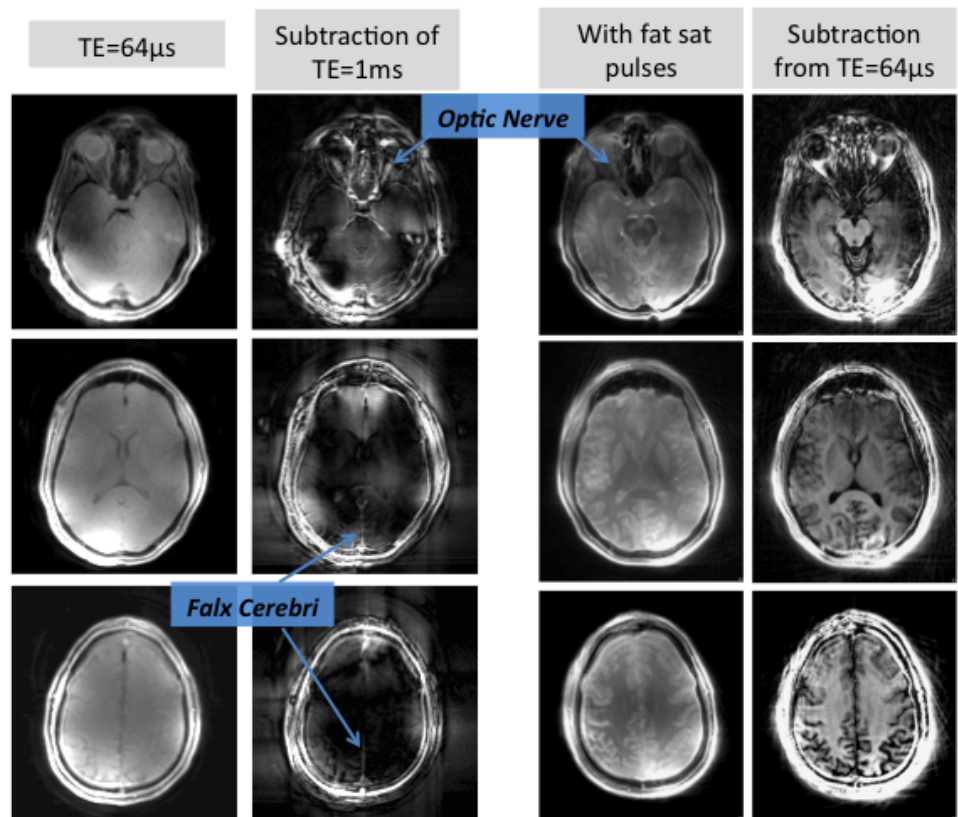 TE=64μs
Subtraction of
TE=1ms
With fat sat
pulses
Subtraction
from TE=64μs
Optic Nerve
Falx Cerebri